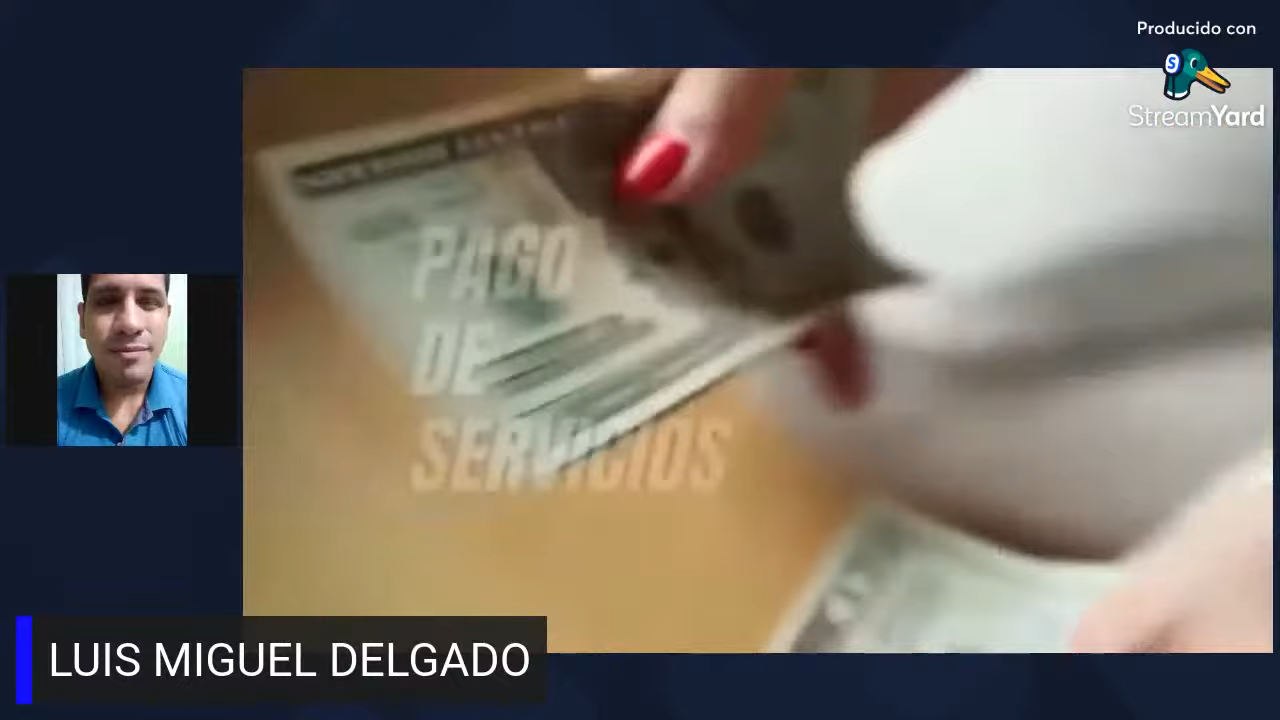 Producido con
StreamYard
PAGO
DE
SERVICIOS
LUIS MIGUEL DELGADO